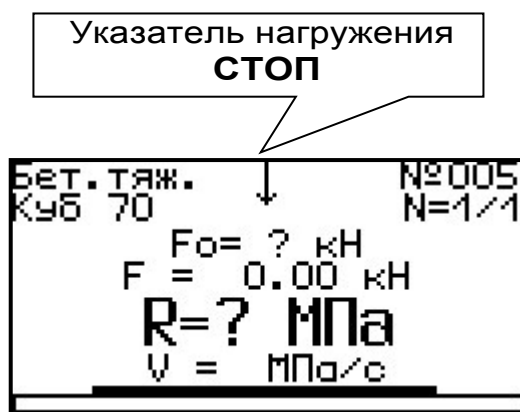 Указатель нагружения
СТОП
Бет.тяж. ↓ №005
Куб 70 N=1/1
Fo= ? кН
F = 0.00 кН
R=? МПа
V = МПа/с